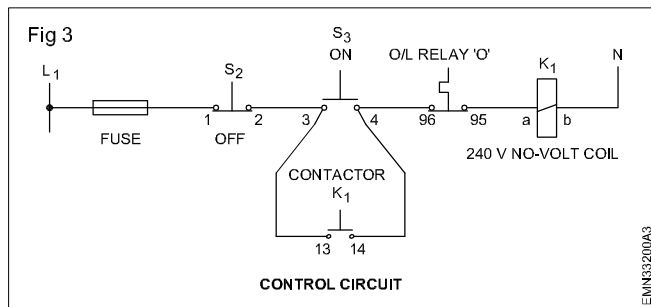 Fig 3
S3
ON
O/L RELAY 'O'
K1
N
L1
S2
1
2
3
4
96
95
a
b
FUSE
OFF
240 V NO-VOLT COIL
CONTACTOR
K1
13
14
CONTROL CIRCUIT
EMN33200A3